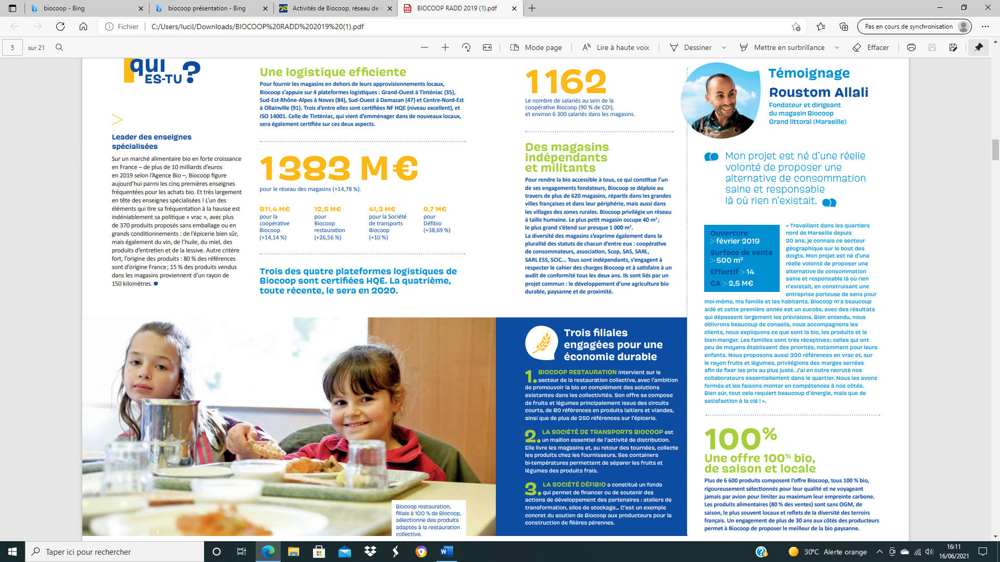 biocoop - Bing
biocoop présentation - Bing
Activités de Biocoop, réseau de
BIOCOOP RADD 2019 (1).pdf
Fichier
C:/Users/lucil/Downloads/BIOCOOP%20RADD%202019%20(1).pdf
Pas en cours de synchronisation
5
sur 21
Mode page
Lire à haute voix
Dessiner
Mettre en surbrillance
Effacer
qui
ES-TU ?
>
Leader des enseignes
spécialisées
Sur un marché alimentaire bio en forte croissance
en France – de plus de 10 milliards d’euros
en 2019 selon l’Agence Bio –, Biocoop figure
aujourd’hui parmi les cinq premières enseignes
fréquentées pour les achats bio. Et très largement
en tête des enseignes spécialisées ! L’un des
éléments qui tire sa fréquentation à la hausse est
indéniablement sa politique « vrac », avec plus
de 370 produits proposés sans emballage ou en
grands conditionnements : de l’épicerie bien sûr,
mais également du vin, de l’huile, du miel, des
produits d’entretien et de la lessive. Autre critère
fort, l’origine des produits : 80 % des références
sont d’origine France ; 15 % des produits vendus
dans les magasins proviennent d’un rayon de
150 kilomètres.
Une logistique efficiente
Pour fournir les magasins en dehors de leurs approvisionnements locaux,
Biocoop s’appuie sur 4 plateformes logistiques : Grand-Ouest à Tinténiac (35),
Sud-Est-Rhône-Alpes à Noves (84), Sud-Ouest à Damazan (47) et Centre-Nord-Est
à Ollainville (91). Trois d’entre elles sont certifiées NF HQE (niveau excellent), et
ISO 14001. Celle de Tinténiac, qui vient d’emménager dans de nouveaux locaux,
sera également certifiée sur ces deux aspects.
1 383 M €
pour le réseau des magasins (+14,78 %).
811,4 M€
pour la
coopérative
Biocoop
(+14,14 %)
12,5 M€
pour
Biocoop
restauration
(+26,56 %)
41,3 M€
pour la Société
de transports
Biocoop
(+10 %)
0,7 M€
pour
Défibio
(+38,69 %)
Trois des quatre plateformes logistiques de
Biocoop sont certifiées HQE. La quatrième,
toute récente, le sera en 2020.
Biocoop restauration,
filiale à 100 % de Biocoop,
sélectionne des produits
adaptés à la restauration
collective.
1 162
Le nombre de salariés au sein de la
coopérative Biocoop (90 % de CDI),
et environ 6 300 salariés dans les magasins.
Des magasins
indépendants
et militants
Pour rendre la bio accessible à tous, ce qui constitue l’un
de ses engagements fondateurs, Biocoop se déploie au
travers de plus de 620 magasins, répartis dans les grandes
villes françaises et dans leur périphérie, mais aussi dans
les villages des zones rurales. Biocoop privilégie un réseau
à taille humaine. Le plus petit magasin occupe 40 m² ;
le plus grand s’étend sur presque 1 000 m².
La diversité des magasins s’exprime également dans la
pluralité des statuts de chacun d’entre eux : coopérative
de consommateurs, association, Scop, SAS, SARL,
SARL ESS, SCIC... Tous sont indépendants, s’engagent à
respecter le cahier des charges Biocoop et à satisfaire à un
audit de conformité tous les deux ans. Ils sont liés par un
projet commun : le développement d’une agriculture bio
durable, paysanne et de proximité.
Trois filiales
engagées pour une
économie durable
1. BIOCOOP RESTAURATION intervient sur le
secteur de la restauration collective, avec l’ambition
de promouvoir la bio en complément des solutions
existantes dans les collectivités. Son offre se compose
de fruits et légumes principalement issus des circuits
courts, de 80 références en produits laitiers et viandes,
ainsi que de plus de 250 références sur l’épicerie.
2. LA SOCIÉTÉ DE TRANSPORTS BIOCOOP est
un maillon essentiel de l’activité de distribution.
Elle livre les magasins et, au retour des tournées, collecte
les produits chez les fournisseurs. Ses containers
bi-températures permettent de séparer les fruits et
légumes des produits frais.
3. LA SOCIÉTÉ DÉFIBIO a constitué un fonds
qui permet de financer ou de soutenir des
actions de développement des partenaires : ateliers de
transformation, silos de stockage... C’est un exemple
concret du soutien de Biocoop aux producteurs pour la
construction de filières pérennes.
Témoignage
Roustom Allali
Fondateur et dirigeant
du magasin Biocoop
Grand littoral (Marseille)
Mon projet est né d’une réelle
volonté de proposer une
alternative de consommation
saine et responsable
là où rien n’existait.
Ouverture
> février 2019
Surface de vente
> 500 m²
Effectif > 14
CA > 2,5 M€
« Travaillant dans les quartiers
nord de Marseille depuis
20 ans, je connais ce secteur
géographique sur le bout des
doigts. Mon projet est né d’une
réelle volonté de proposer une
alternative de consommation
saine et responsable là où rien
n’existait, en construisant une
entreprise porteuse de sens pour
moi-même, ma famille et les habitants. Biocoop m’a beaucoup
aidé et cette première année est un succès, avec des résultats
qui dépassent largement les prévisions. Bien entendu, nous
délivrons beaucoup de conseils, nous accompagnons les
clients, nous expliquons ce que sont la bio, les produits et le
bien-manger. Les familles sont très réceptives ; celles qui ont
peu de moyens établissent des priorités, notamment pour leurs
enfants. Nous proposons aussi 330 références en vrac et, sur
le rayon fruits et légumes, privilégions des marges serrées
afin de fixer les prix au plus juste. J’ai en outre recruté nos
collaborateurs essentiellement dans le quartier. Nous les avons
formés et les faisons monter en compétences à nos côtés.
Bien sûr, tout cela requiert beaucoup d’énergie, mais que de
satisfaction à la clé ! ».
100%
Une offre 100% bio,
de saison et locale
Plus de 6 600 produits composent l’offre Biocoop, tous 100 % bio,
rigoureusement sélectionnés pour leur qualité et ne voyageant
jamais par avion pour limiter au maximum leur empreinte carbone.
Les produits alimentaires (80 % des ventes) sont sans OGM, de
saison, le plus souvent locaux et reflets de la diversité des terroirs
français. Un engagement de plus de 30 ans aux côtés des producteurs
permet à Biocoop de proposer le meilleur de la bio paysanne.
Taper ici pour rechercher
30°C Alerte orange
16:11
16/06/2021